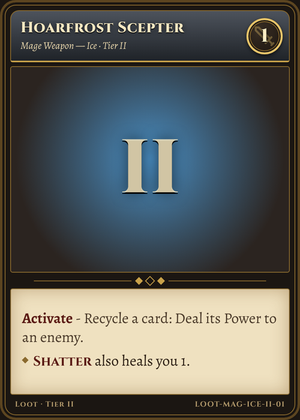 Hoarfrost Scepter
Mage Weapon — Ice · Tier II
1
II
Activate - Recycle a card: Deal its Power to
an enemy.
Shatter also heals you 1.
Loot · Tier II
LOOT-MAG-ICE-II-01